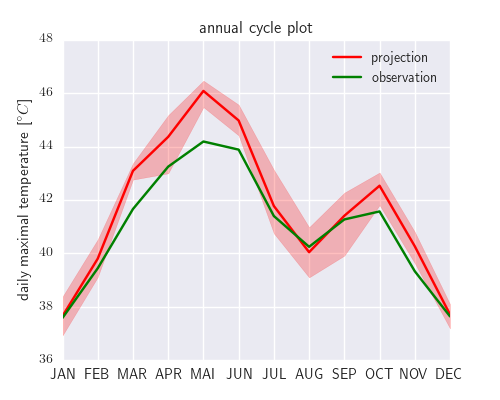 annual cycle plot
48
46
44
42
40
38
36
daily maximal temperature [°C]
projection
observation
JAN FEB MAR APR MAI JUN JUL AUG SEP OCT NOV DEC